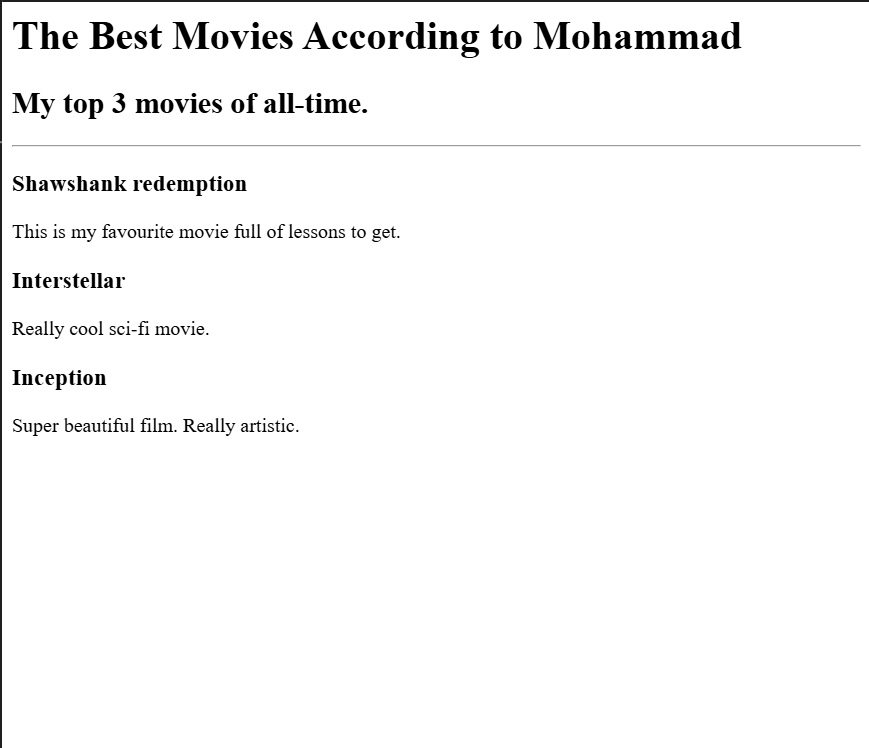 The Best Movies According to Mohammad
My top 3 movies of all-time.
Shawshank redemption
This is my favourite movie full of lessons to get.
Interstellar
Really cool sci-fi movie.
Inception
Super beautiful film. Really artistic.